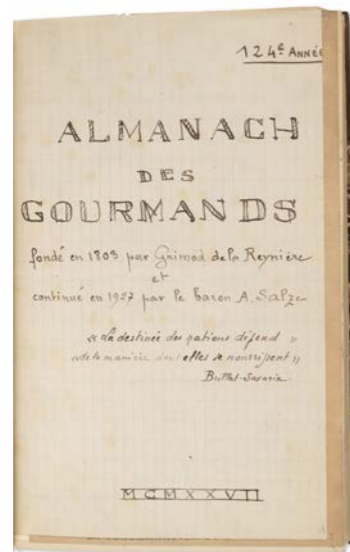 124e ANNÉE
ALMANACH
DES
GOURMANDS
fondé en 1803 par Grimod de la Reynière
et
continué en 1927 par le baron A. Salze
« La destinée des nations dépend »
« de la manière dont elles se nourrissent »
Brillat-Savarin.
MCMXXVII